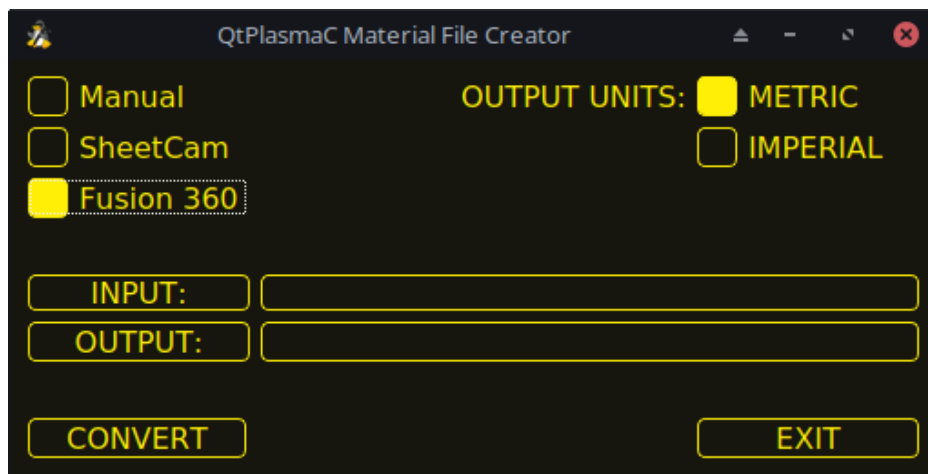 QtPlasmaC Material File Creator
Manual OUTPUT UNITS: METRIC
SheetCam IMPERIAL
Fusion 360
INPUT:
OUTPUT:
CONVERT EXIT